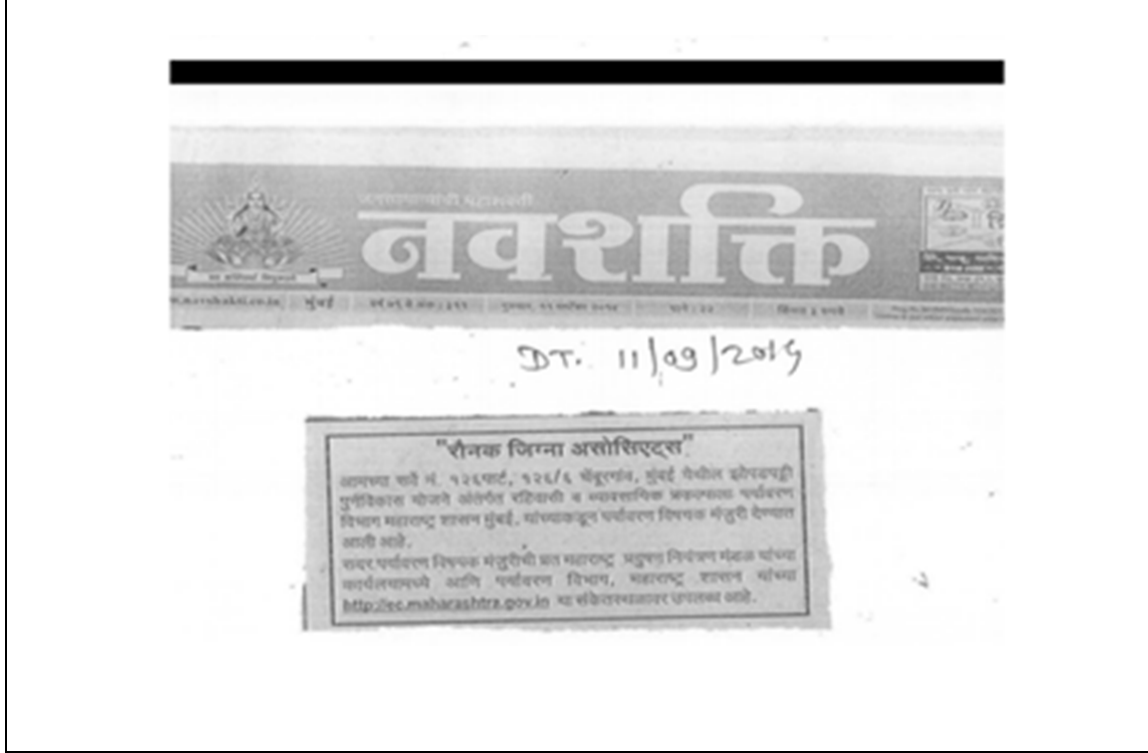 नवशक्ति
मुंबई
DT. 11/09/2014
"रौनक जिग्ना असोसिएट्स"
आमच्या सर्वे नं. १२६पार्ट, १२६/६ चेंबूरगांव, मुंबई येथील झोपडपट्टी
पुर्नविकास योजने अंतर्गत रहिवासी व व्यावसायिक प्रकल्पाला पर्यावरण
विभाग महाराष्ट्र शासन मुंबई. यांच्याकडून पर्यावरण विषयक मंजुरी देण्यात
आली आहे.
सदर पर्यावरण विषयक मंजुरीची प्रत महाराष्ट्र प्रदुषण नियंत्रण मंडळ यांच्या
कार्यलयामध्ये आणि पर्यावरण विभाग, महाराष्ट्र शासन यांच्या
http://ec.maharashtra.gov.in या संकेतस्थळावर उपलब्ध आहे.